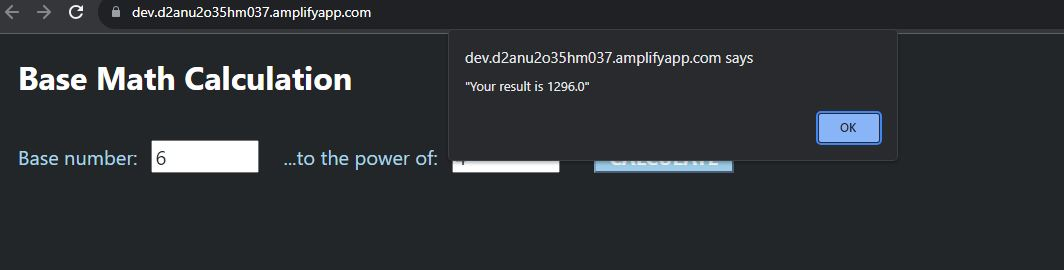 dev.d2anu2o35hm037.amplifyapp.com
dev.d2anu2o35hm037.amplifyapp.com says
"Your result is 1296.0"
OK
Base Math Calculation
Base number: 6 ...to the power of: CALCULATE